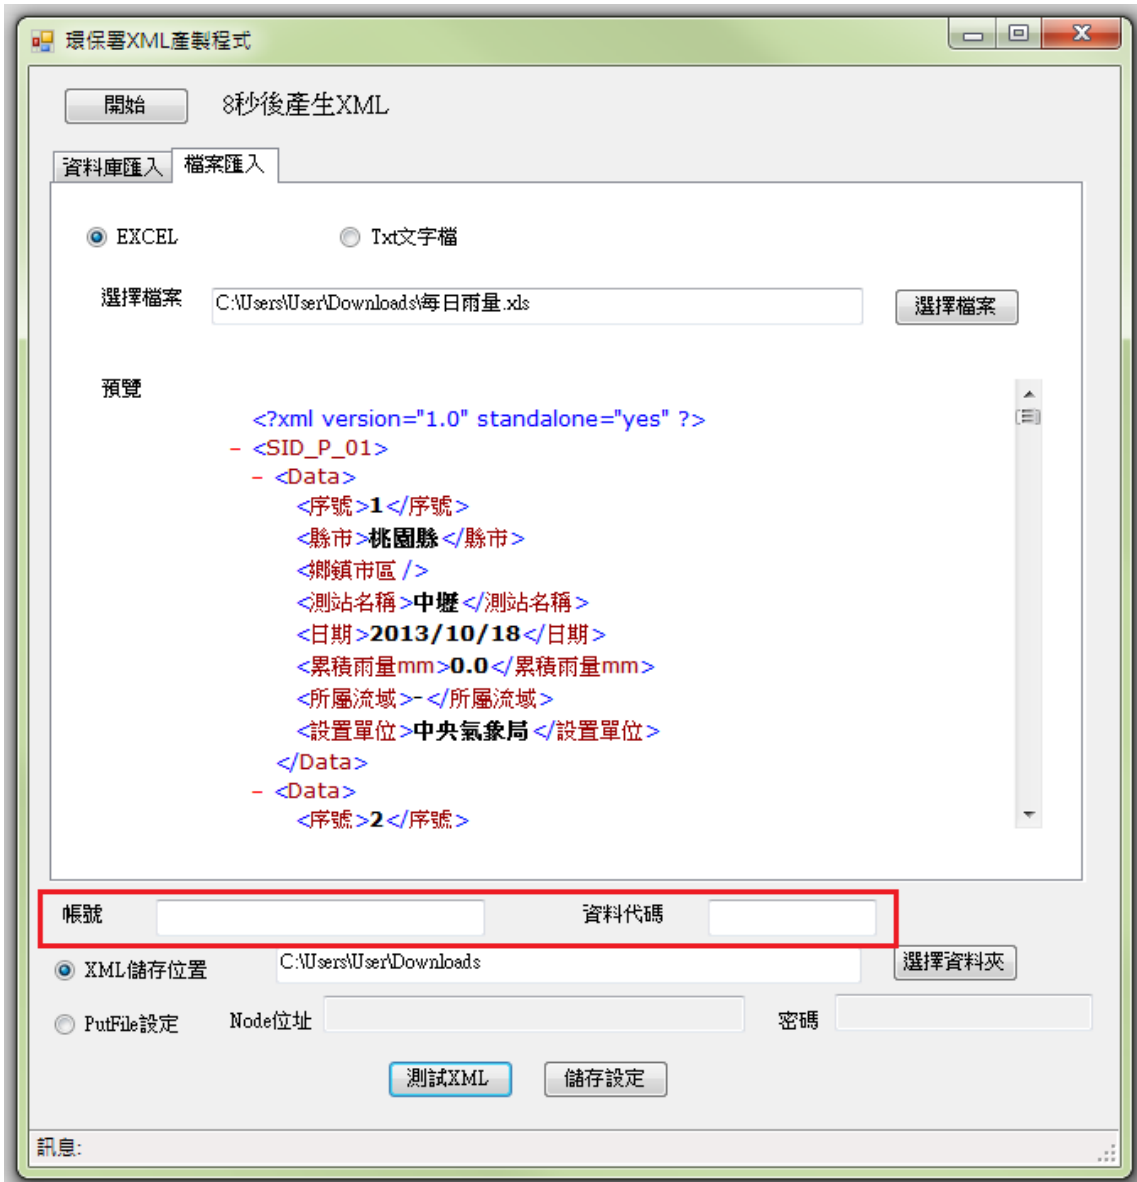 環保署XML產製程式
開始 8秒後產生XML
資料庫匯入 檔案匯入
EXCEL Txt文字檔
選擇檔案 C:\Users\User\Downloads\每日雨量.xls 選擇檔案
預覽
<?xml version="1.0" standalone="yes" ?>
- <SID_P_01>
- <Data>
<序號>1</序號>
<縣市>桃園縣</縣市>
<鄉鎮市區 />
<測站名稱>中壢</測站名稱>
<日期>2013/10/18</日期>
<累積雨量mm>0.0</累積雨量mm>
<所屬流域>-</所屬流域>
<設置單位>中央氣象局</設置單位>
</Data>
- <Data>
<序號>2</序號>
帳號 資料代碼
XML儲存位置 C:\Users\User\Downloads 選擇資料夾
PutFile設定 Node位址 密碼
測試XML 儲存設定
訊息: